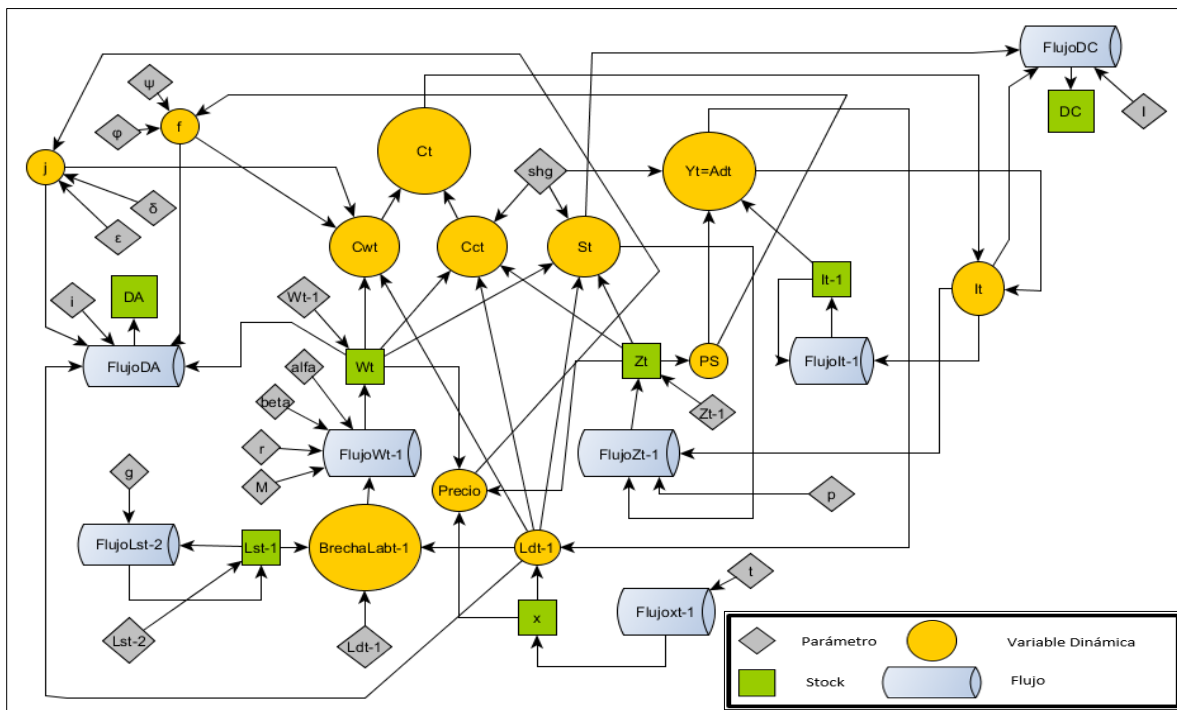 FlujoDC
ψ
DC
l
φ
f
Ct
j
shg
Yt=Adt
δ
ε
Cwt
Cct
St
It-1
It
i
DA
Wt-1
FlujoDA
Wt
Zt
PS
FlujoIt-1
alfa
beta
Zt-1
r
FlujoWt-1
FlujoZt-1
M
g
Precio
p
FlujoLst-2
Lst-1
BrechaLabt-1
Ldt-1
t
x
Flujoxt-1
Lst-2
Ldt-1
Parámetro
Variable Dinámica
Stock
Flujo